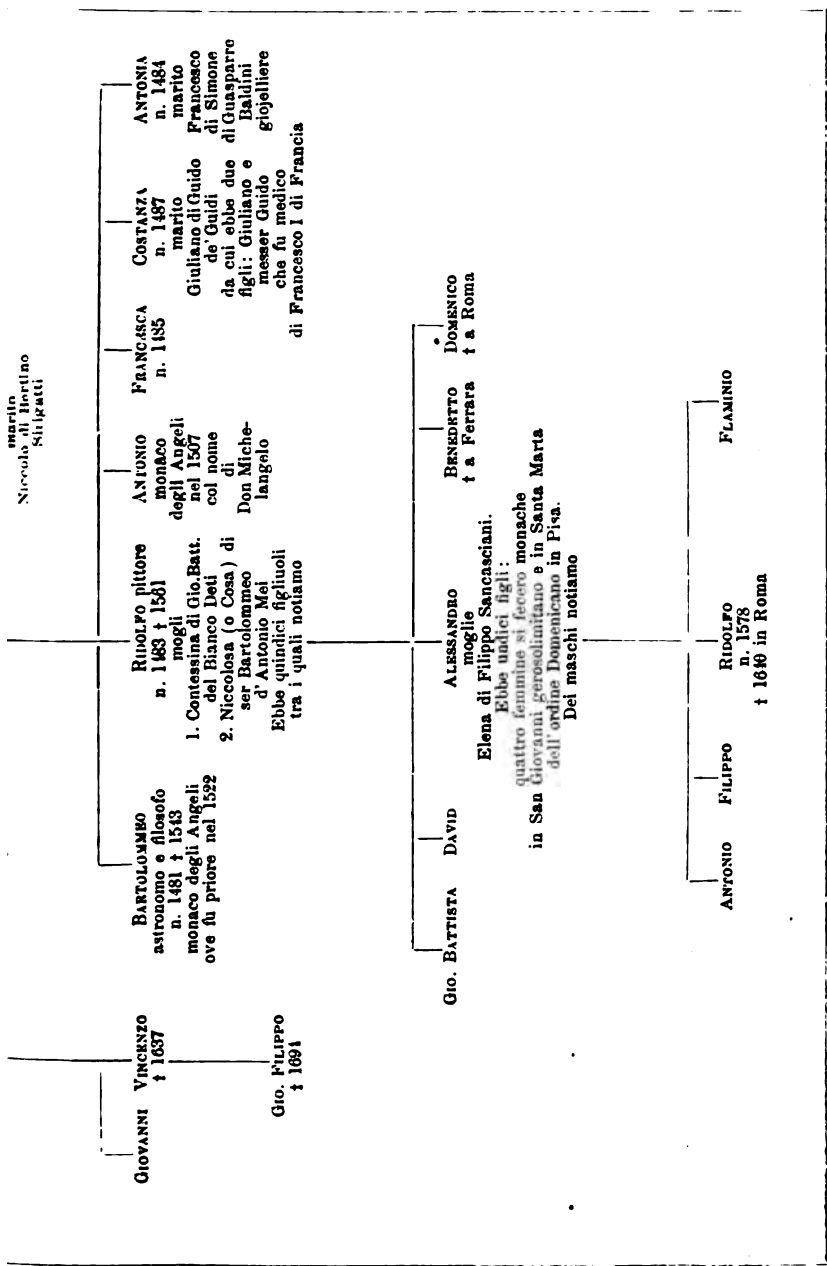 marito
Niccolo di Bortino
Sirigatti
GIOVANNI
VINCENZO
† 1637
GIO. FILIPPO
† 1694
BARTOLOMMEO
astronomo e filosofo
n. 1481 † 1543
monaco degli Angeli
ove fu priore nel 1522
RIDOLFO pittore
n. 1483 † 1561
mogli
1. Contessina di Gio. Batt.
del Bianco Deti
2. Niccolosa (o Cosa) di
ser Bartolommeo
d'Antonio Mei
Ebbe quindici figliuoli
tra i quali notiamo
ANTONIO
monaco
degli Angeli
nel 1507
col nome
di
Don Miche-
langelo
FRANCASCA
n. 1485
COSTANZA
n. 1487
marito
Giuliano di Guido
de' Guidi
da cui ebbe due
figli: Giuliano e
messer Guido
che fu medico
di Francesco I di Francia
ANTONIA
n. 1484
marito
Francesco
di Simone
di Guasparre
Baldini
giojelliere
GIO. BATTISTA
DAVID
ALESSANDRO
moglie
Elena di Filippo Sancasciani.
Ebbe undici figli:
quattro femmine si fecero monache
in San Giovanni gerosolimitano e in Santa Marta
dell'ordine Domenicano in Pisa.
Dei maschi notiamo
BENEDETTO
† a Ferrara
DOMENICO
† a Roma
ANTONIO
FILIPPO
RIDOLFO
n. 1578
† 1640 in Roma
FLAMINIO